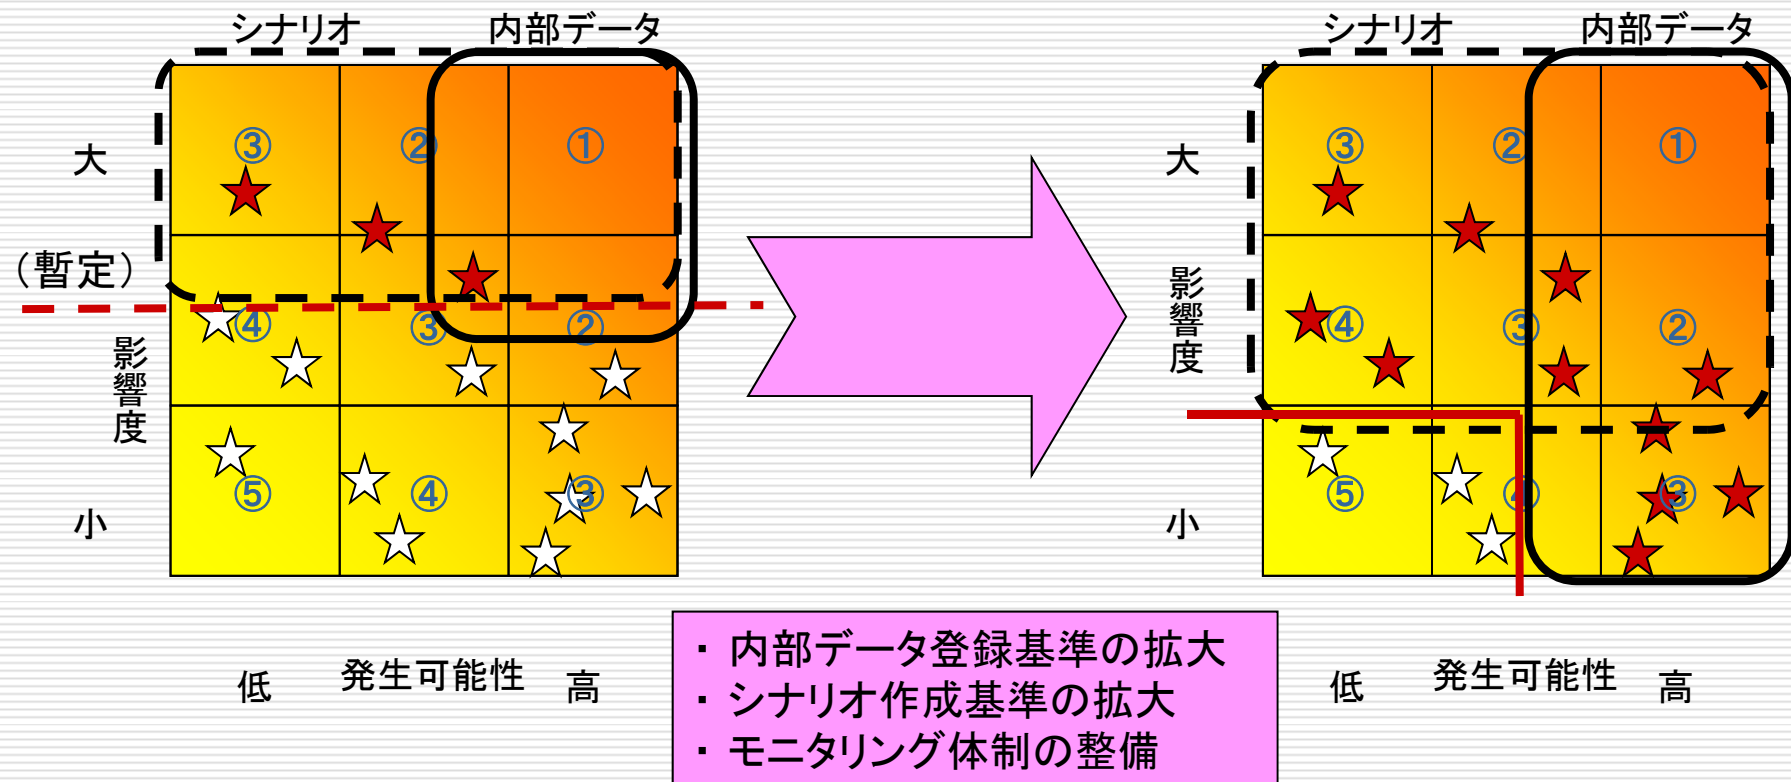 シナリオ
内部データ
③
②
①
大
（暫定）
④
③
②
影響度
⑤
④
③
小
低
発生可能性
高
シナリオ
内部データ
③
②
①
大
影響度
④
③
②
⑤
④
③
小
低
発生可能性
高
・ 内部データ登録基準の拡大
・ シナリオ作成基準の拡大
・ モニタリング体制の整備